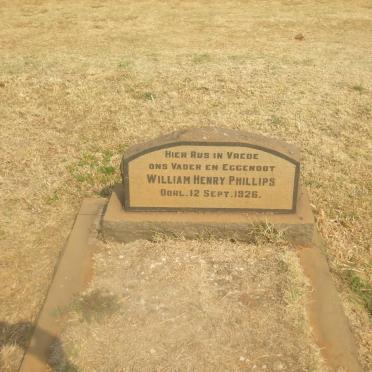 Hier Rus in Vrede
ons Vader en Eggenoot
William Henry Phillips
Oorl. 12 Sept. 1926.